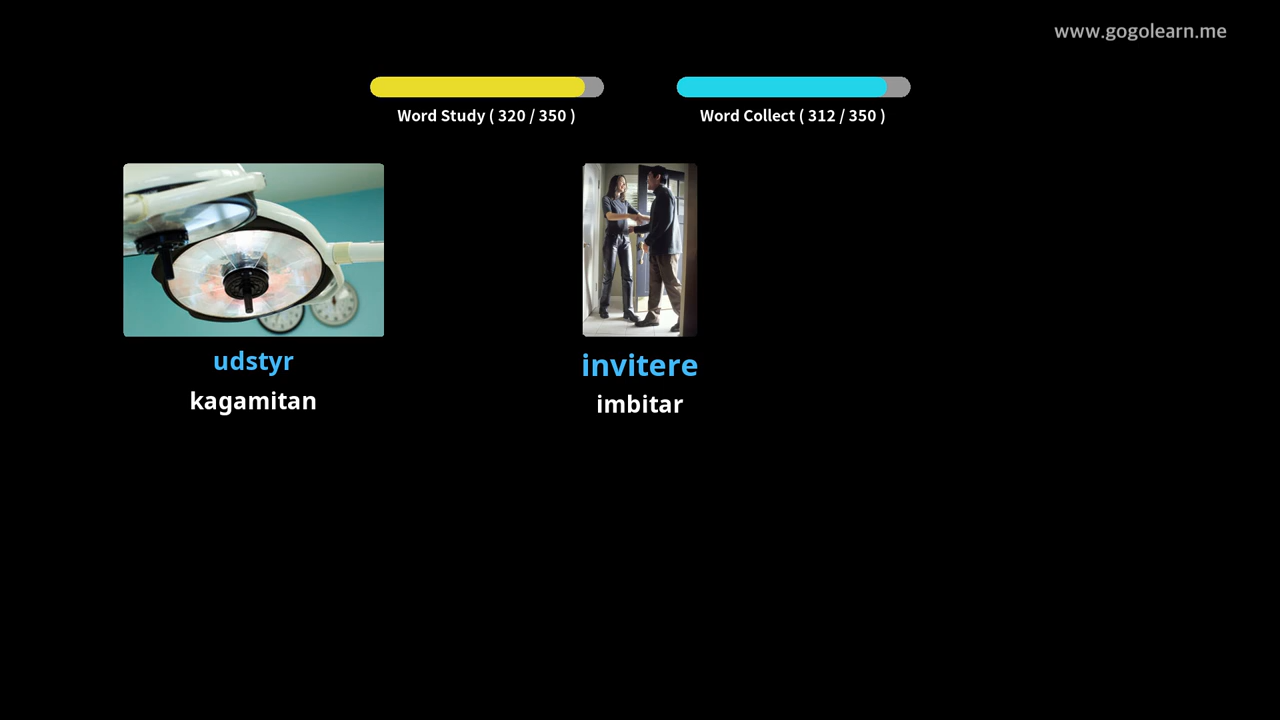 www.gogolearn.me
Word Study ( 320 / 350 )
Word Collect ( 312 / 350 )
udstyr
kagamitan
invitere
imbitar